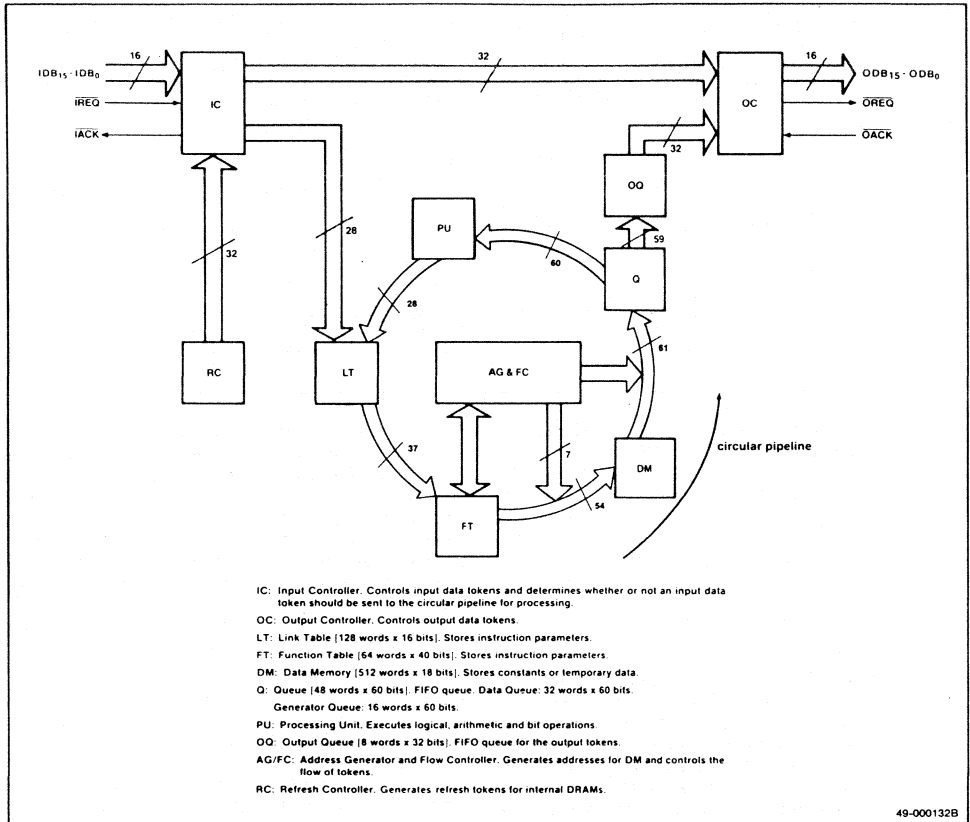 16
32
16
IDB15 - IDB0
IC
OC
ODB15 - ODB0
IREQ
OREQ
IACK
OACK
32
OQ
PU
28
59
32
60
Q
28
61
RC
LT
AG & FC
37
7
circular pipeline
DM
54
FT
IC: Input Controller. Controls input data tokens and determines whether or not an input data
token should be sent to the circular pipeline for processing.
OC: Output Controller. Controls output data tokens.
LT: Link Table [128 words x 16 bits]. Stores instruction parameters.
FT: Function Table [64 words x 40 bits]. Stores instruction parameters.
DM: Data Memory [512 words x 18 bits]. Stores constants or temporary data.
Q: Queue [48 words x 60 bits]. FIFO queue. Data Queue: 32 words x 60 bits.
Generator Queue: 16 words x 60 bits.
PU: Processing Unit. Executes logical, arithmetic and bit operations.
OQ: Output Queue [8 words x 32 bits]. FIFO queue for the output tokens.
AG/FC: Address Generator and Flow Controller. Generates addresses for DM and controls the
flow of tokens.
RC: Refresh Controller. Generates refresh tokens for internal DRAMs.
49-000132B